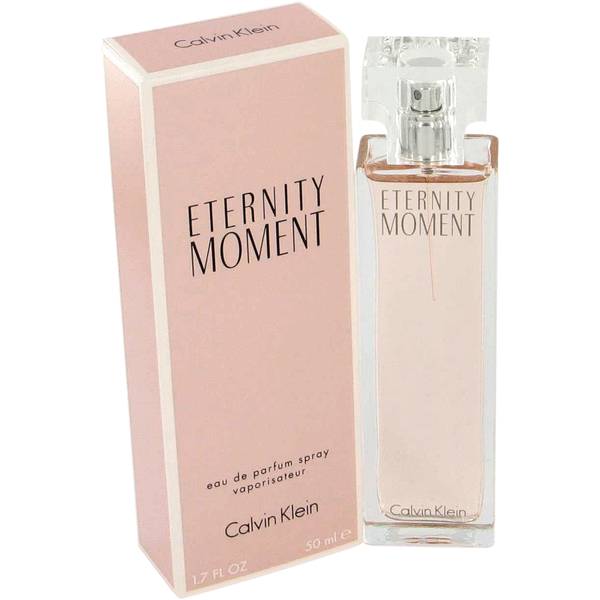 Calvin Klein
ETERNITY
MOMENT
eau de parfum spray
vaporisateur
Calvin Klein
1.7 FL OZ 50 ml e
ETERNITY
MOMENT
Calvin Klein